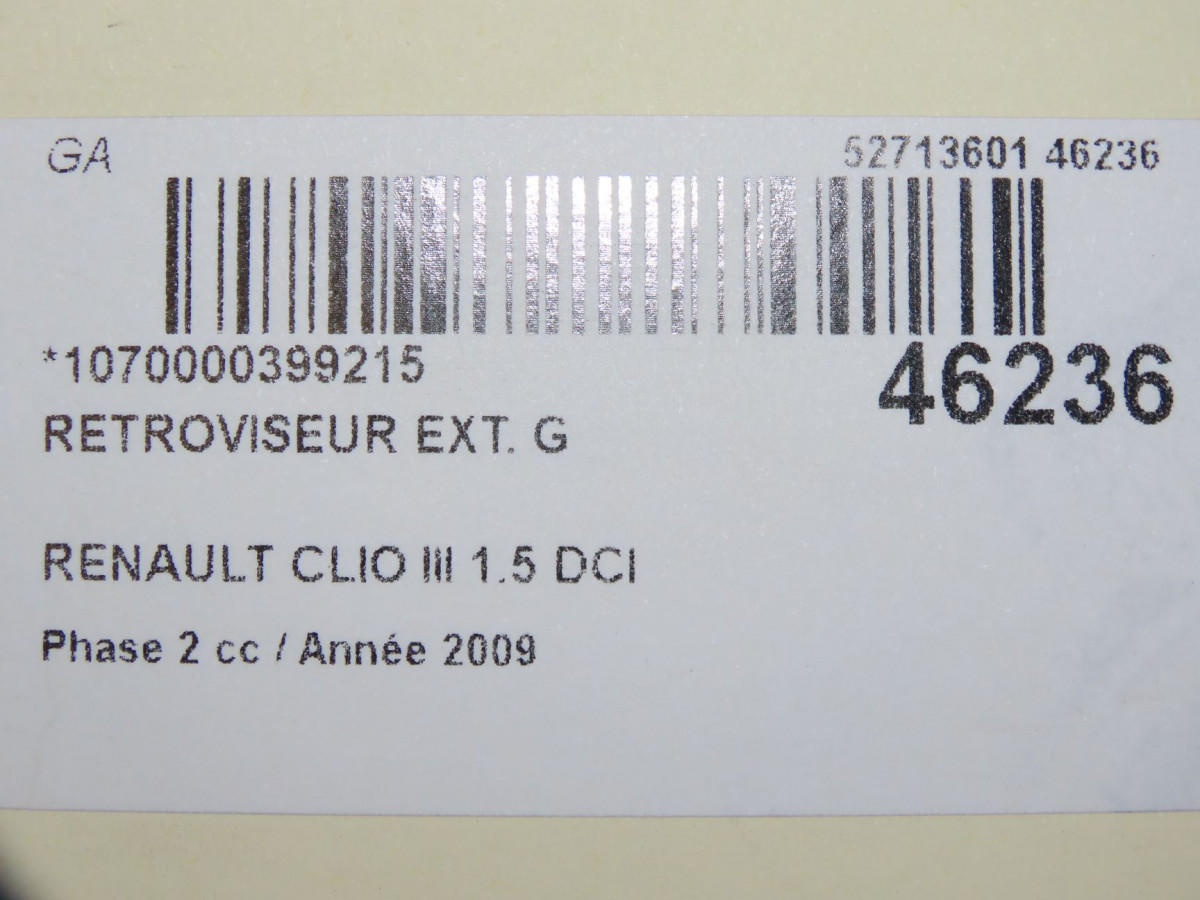 GA
52713601 46236
*1070000399215
46236
RETROVISEUR EXT. G
RENAULT CLIO III 1.5 DCI
Phase 2 cc / Année 2009